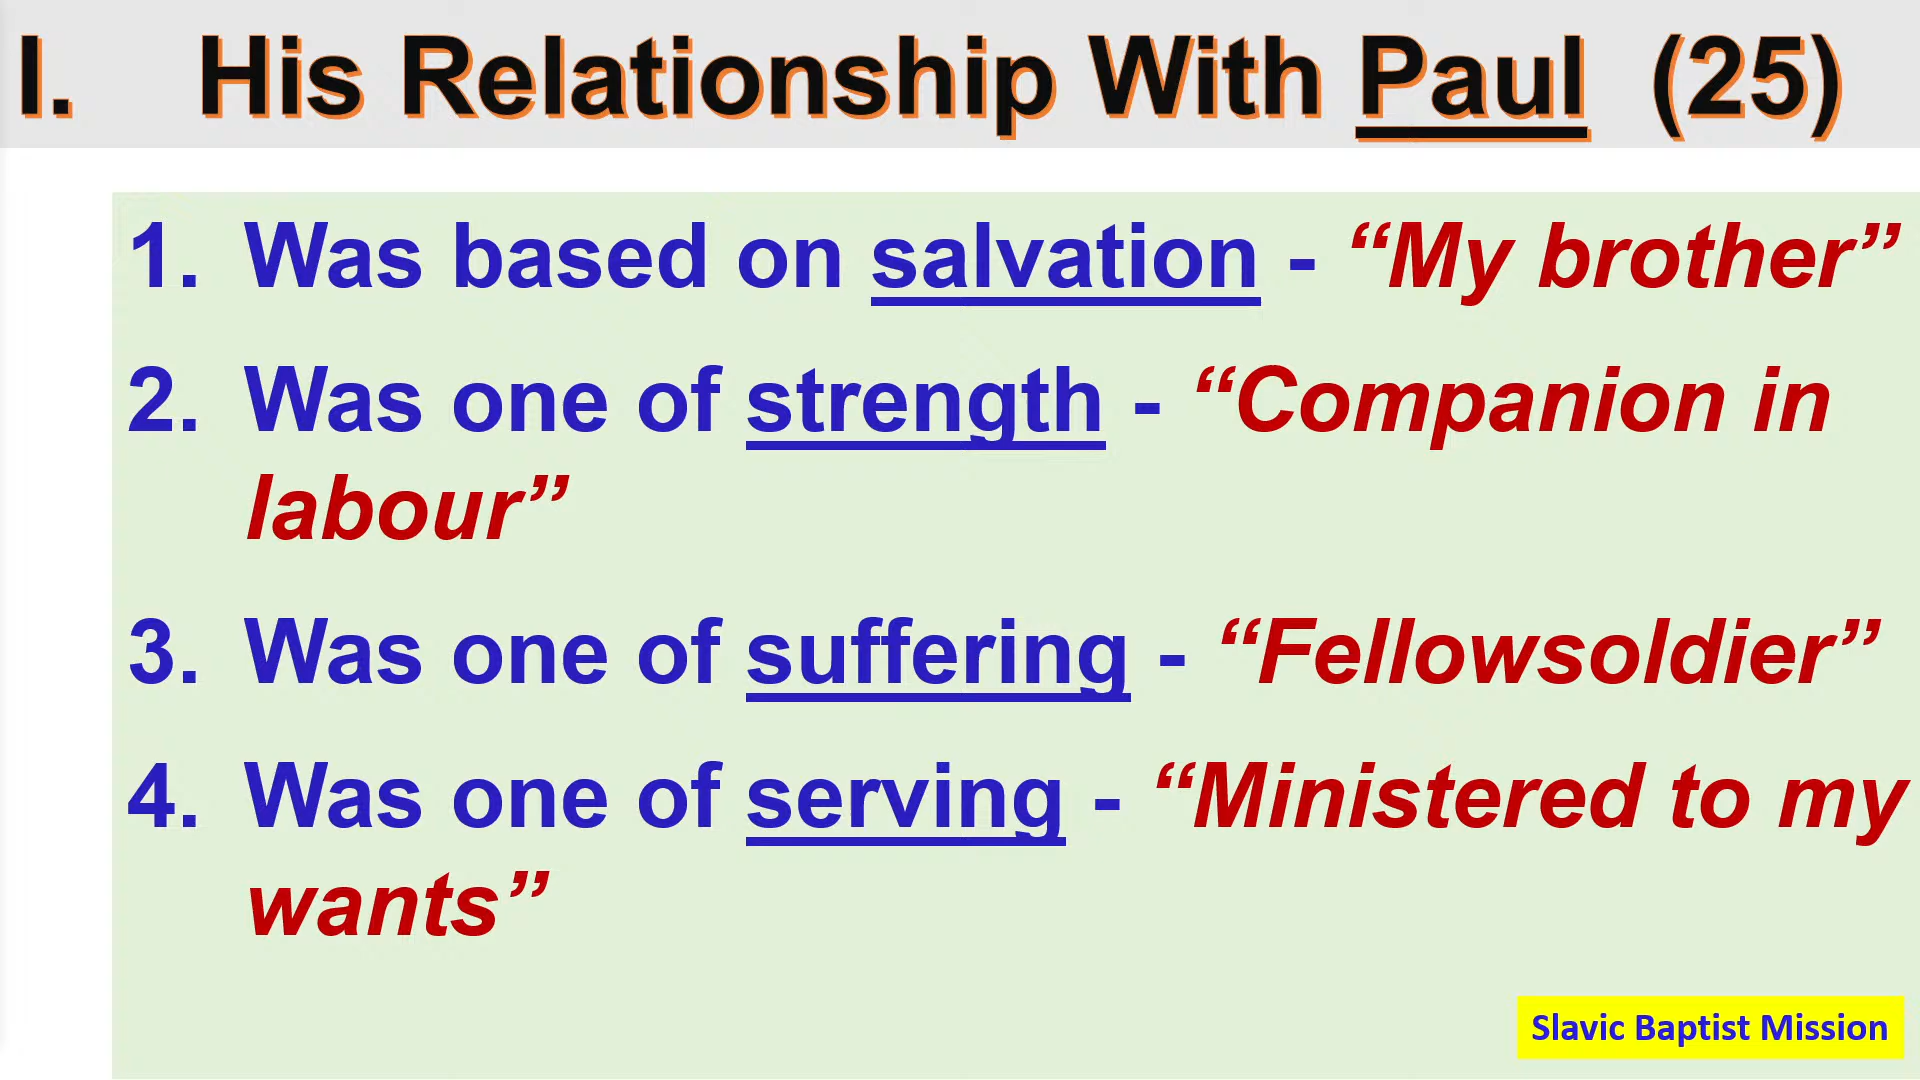 I. His Relationship With Paul (25)
1. Was based on salvation - “My brother”
2. Was one of strength - “Companion in
labour”
3. Was one of suffering - “Fellowsoldier”
4. Was one of serving - “Ministered to my
wants”
Slavic Baptist Mission